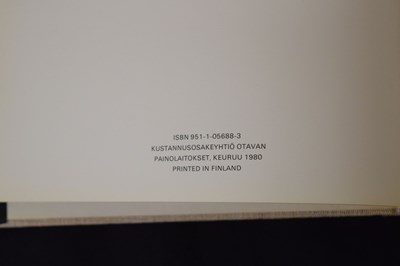 ISBN 951-1-05688-3
KUSTANNUSOSAKEYHTIÖ OTAVAN
PAINOLAITOKSET, KEURUU 1980
PRINTED IN FINLAND